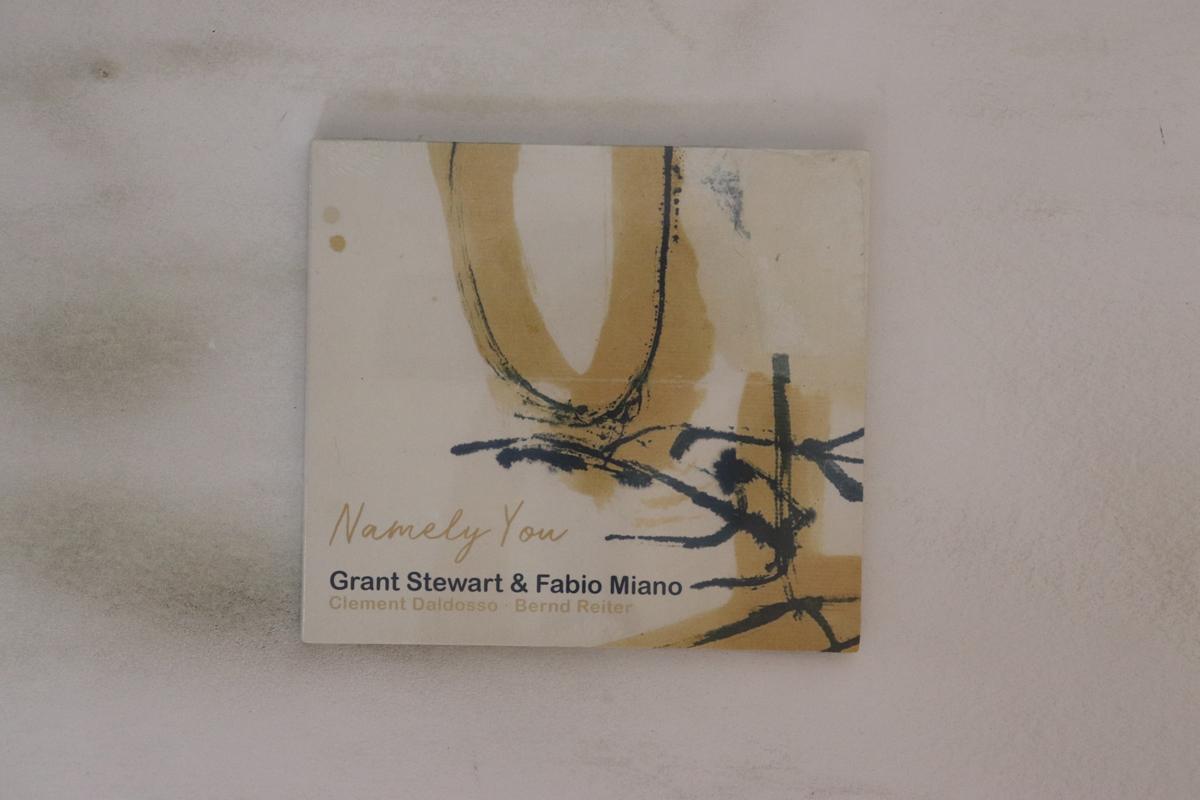 Namely You
Grant Stewart & Fabio Miano
Clement Daldosso · Bernd Reiter